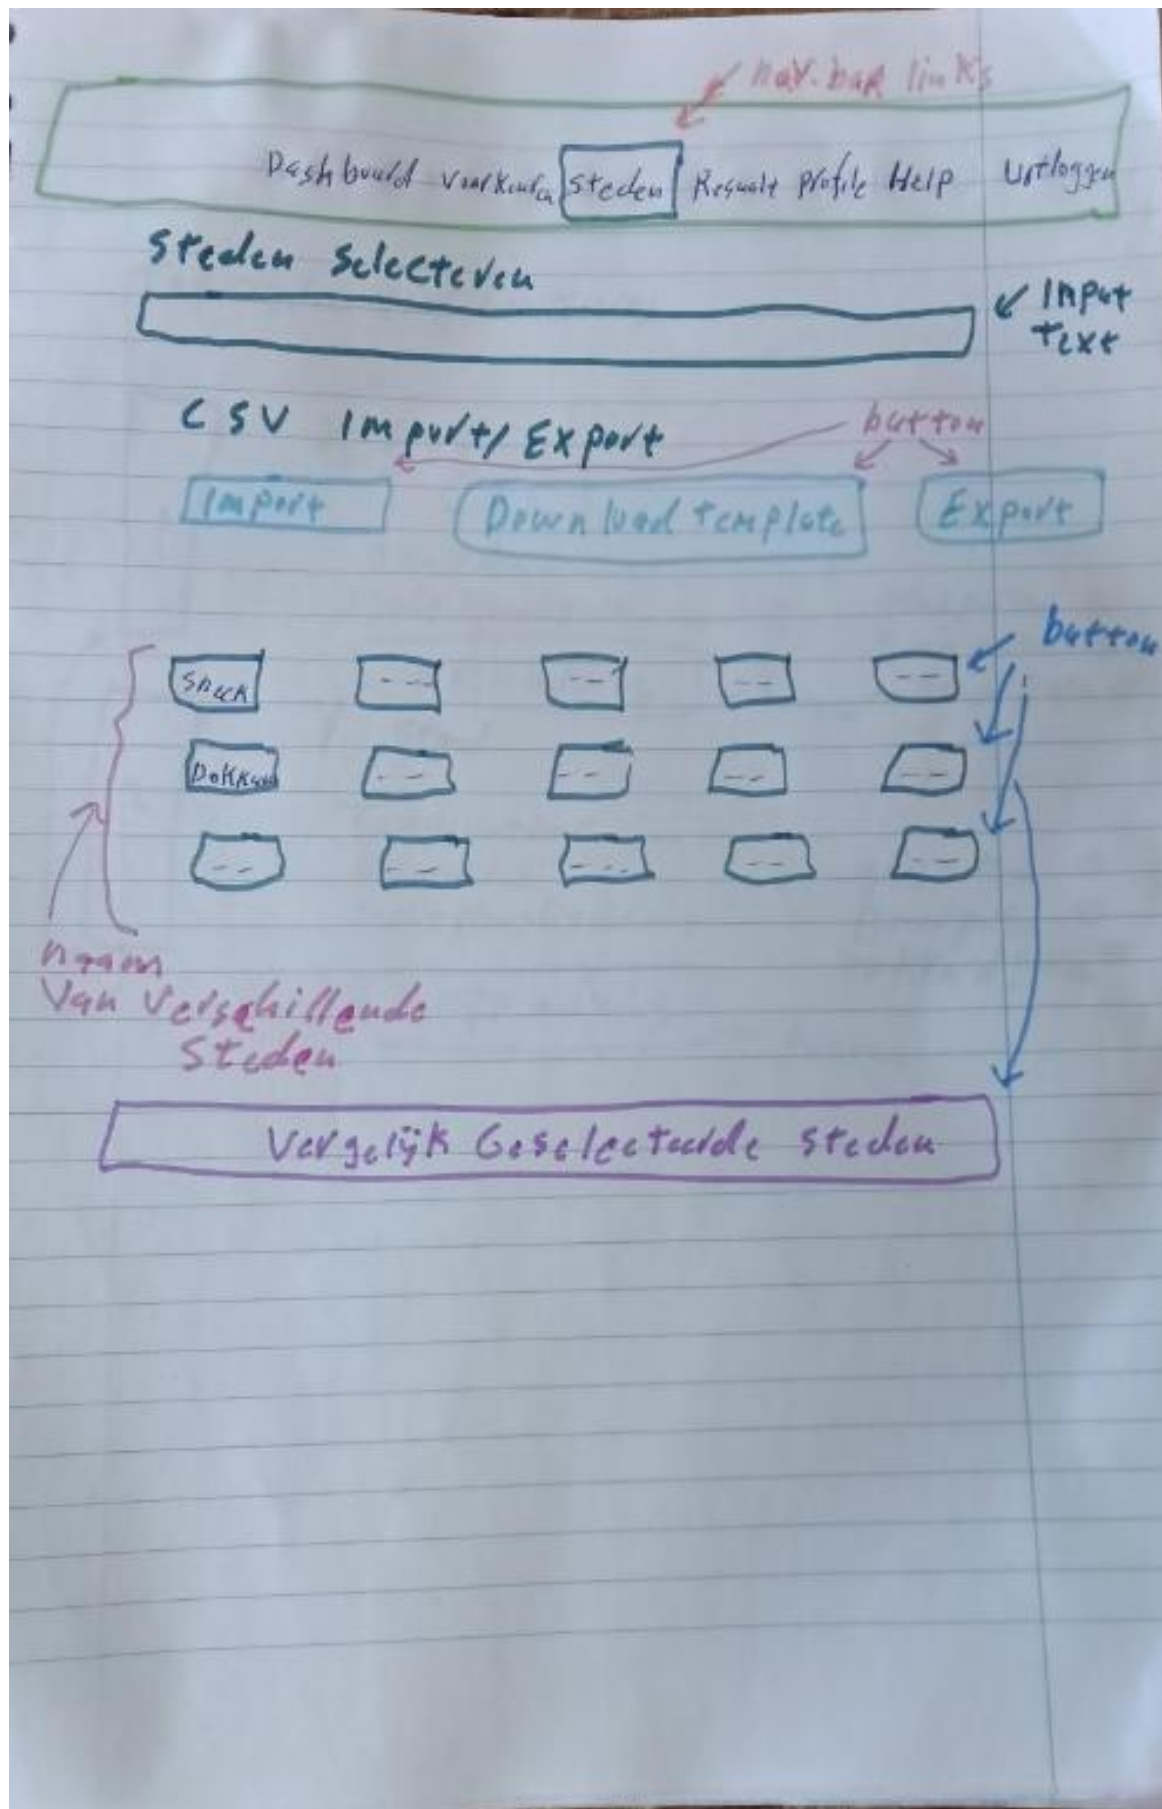 nav.bar links
Dashboard voorkeuren Steden Resualt profile Help Uitloggen
Steden Selecteren
Input
Text
CSV Import/Export
button
Import Download template Export
button
Sneek -- -- -- --
Dokkum -- -- -- --
-- -- -- -- --
naam
Van Verschillende
Steden
Vergelijk Geselecteerde Steden